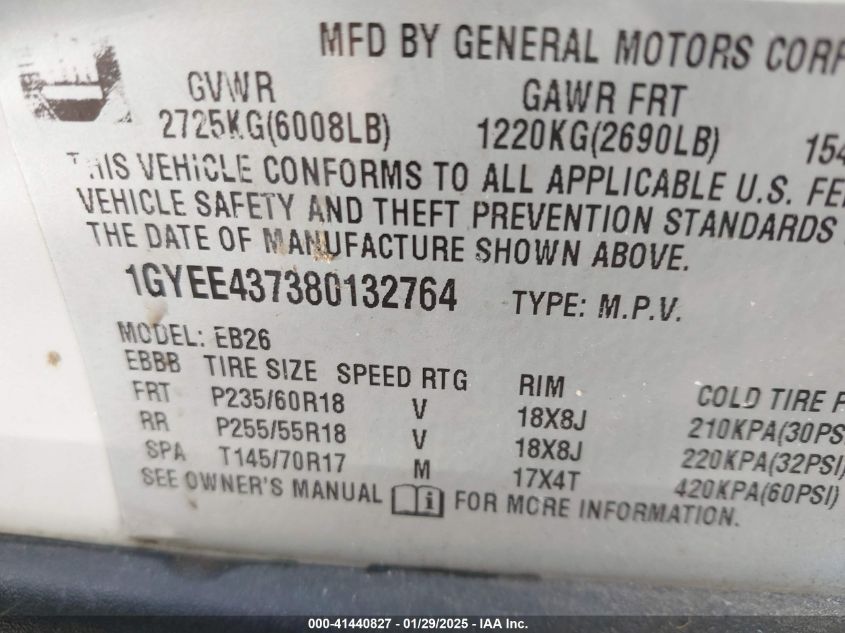 MFD BY GENERAL MOTORS CORP
GVWR GAWR FRT
2725KG(6008LB) 1220KG(2690LB) 154
THIS VEHICLE CONFORMS TO ALL APPLICABLE U.S. FE
VEHICLE SAFETY AND THEFT PREVENTION STANDARDS
THE DATE OF MANUFACTURE SHOWN ABOVE.
1GYEE437380132764 TYPE: M.P.V.
MODEL: EB26
EBBB TIRE SIZE SPEED RTG RIM COLD TIRE P
FRT P235/60R18 V 18X8J 210KPA(30PS
RR P255/55R18 V 18X8J 220KPA(32PSI)
SPA T145/70R17 M 17X4T 420KPA(60PSI)
SEE OWNER'S MANUAL i FOR MORE INFORMATION.
000-41440827 - 01/29/2025 - IAA Inc.